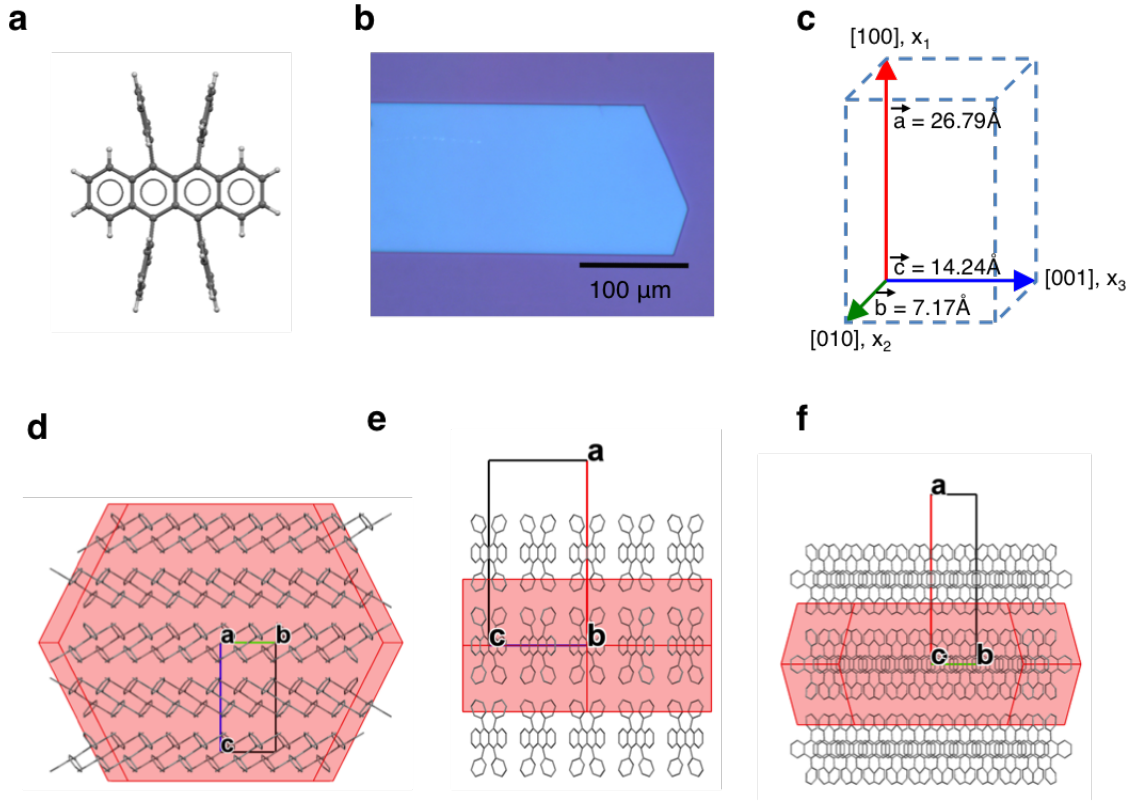 a
b
c
100 µm
[100], x₁
a⃗ = 26.79Å
c⃗ = 14.24Å
[001], x₃
b⃗ = 7.17Å
[010], x₂
d
e
f
a b
c
a
c b
a
c b